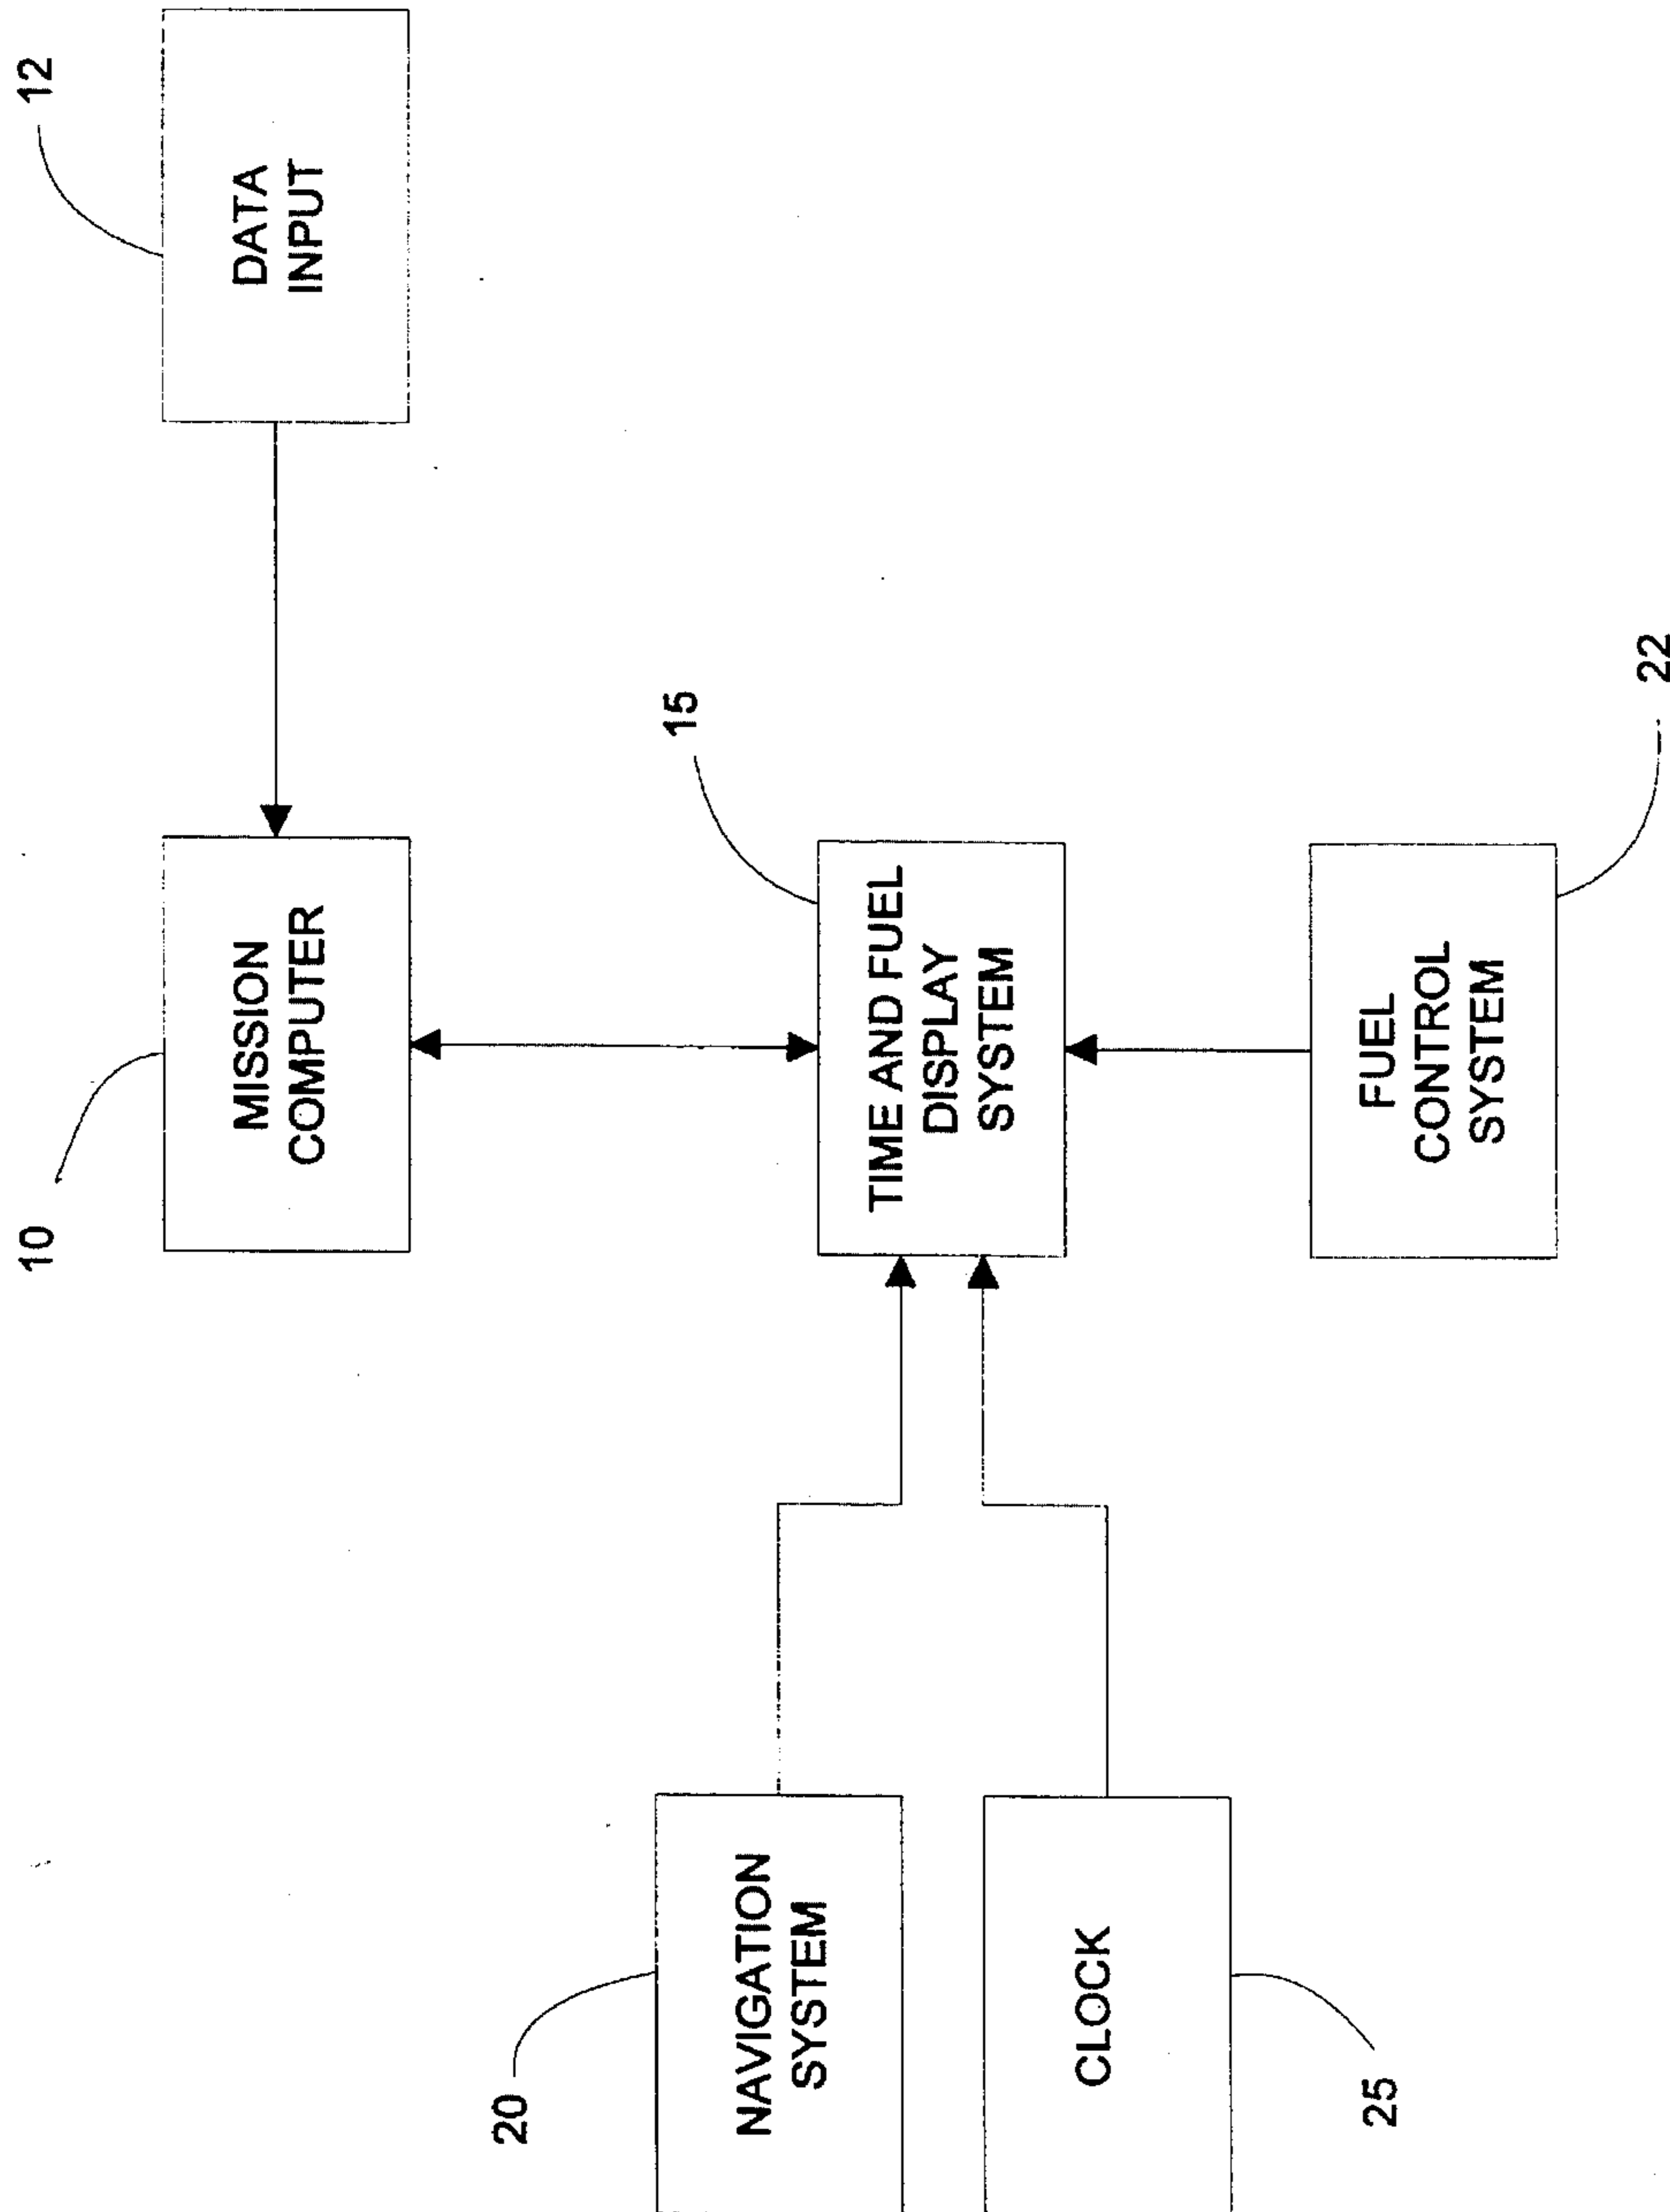 10
MISSION
COMPUTER
12
DATA
INPUT
20
NAVIGATION
SYSTEM
15
TIME AND FUEL
DISPLAY
SYSTEM
25
CLOCK
FUEL
CONTROL
SYSTEM
22